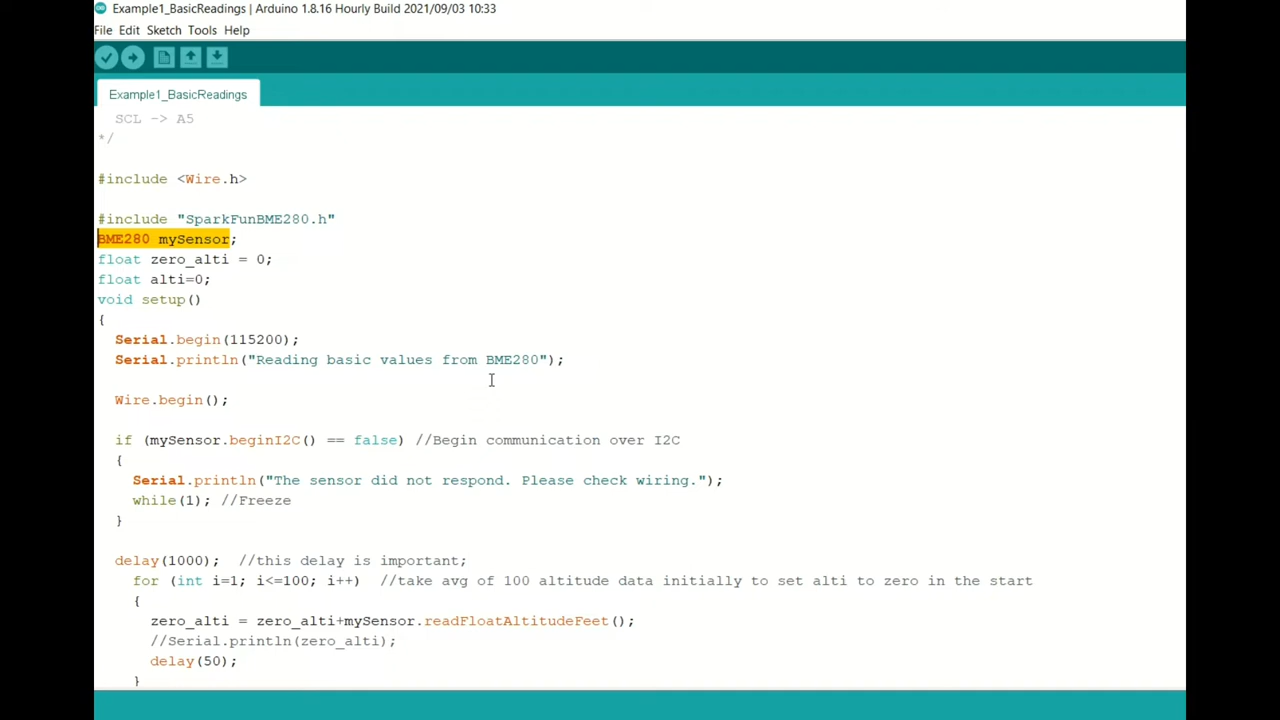 Example1_BasicReadings | Arduino 1.8.16 Hourly Build 2021/09/03 10:33
File Edit Sketch Tools Help
Example1_BasicReadings
SCL -> A5
*/
#include <Wire.h>
#include "SparkFunBME280.h"
BME280 mySensor;
float zero_alti = 0;
float alti=0;
void setup()
{
Serial.begin(115200);
Serial.println("Reading basic values from BME280");
Wire.begin();
if (mySensor.beginI2C() == false) //Begin communication over I2C
{
Serial.println("The sensor did not respond. Please check wiring.");
while(1); //Freeze
}
delay(1000);  //this delay is important;
for (int i=1; i<=100; i++)  //take avg of 100 altitude data initially to set alti to zero in the start
{
zero_alti = zero_alti+mySensor.readFloatAltitudeFeet();
//Serial.println(zero_alti);
delay(50);
}